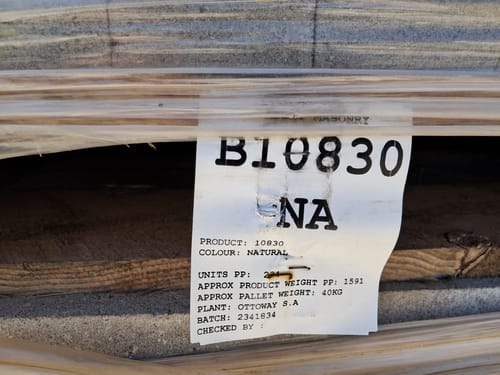 MASONRY
B10830
NA
PRODUCT: 10830
COLOUR: NATURAL
UNITS PP:
APPROX PRODUCT WEIGHT PP: 1591
APPROX PALLET WEIGHT: 40KG
PLANT: OTTOWAY S.A
BATCH: 2341834
CHECKED BY :